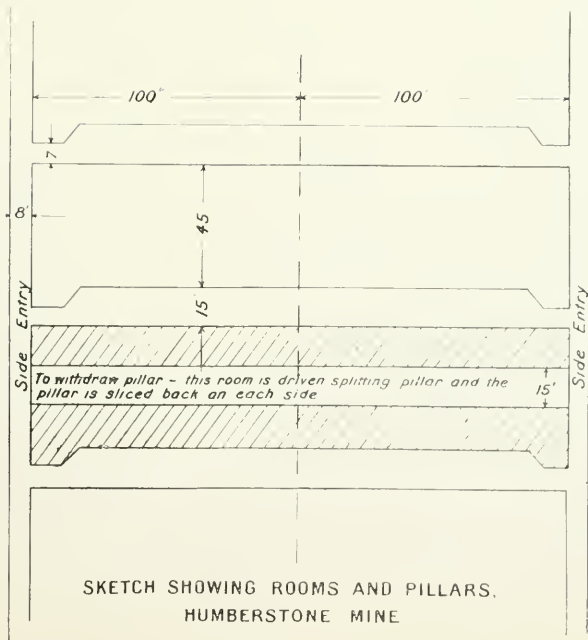 100'
100'
7
8'
45
15'
Side Entry
Side Entry
To withdraw pillar - this room is driven splitting pillar and the
pillar is sliced back an each side
15'
SKETCH SHOWING ROOMS AND PILLARS,
HUMBERSTONE MINE